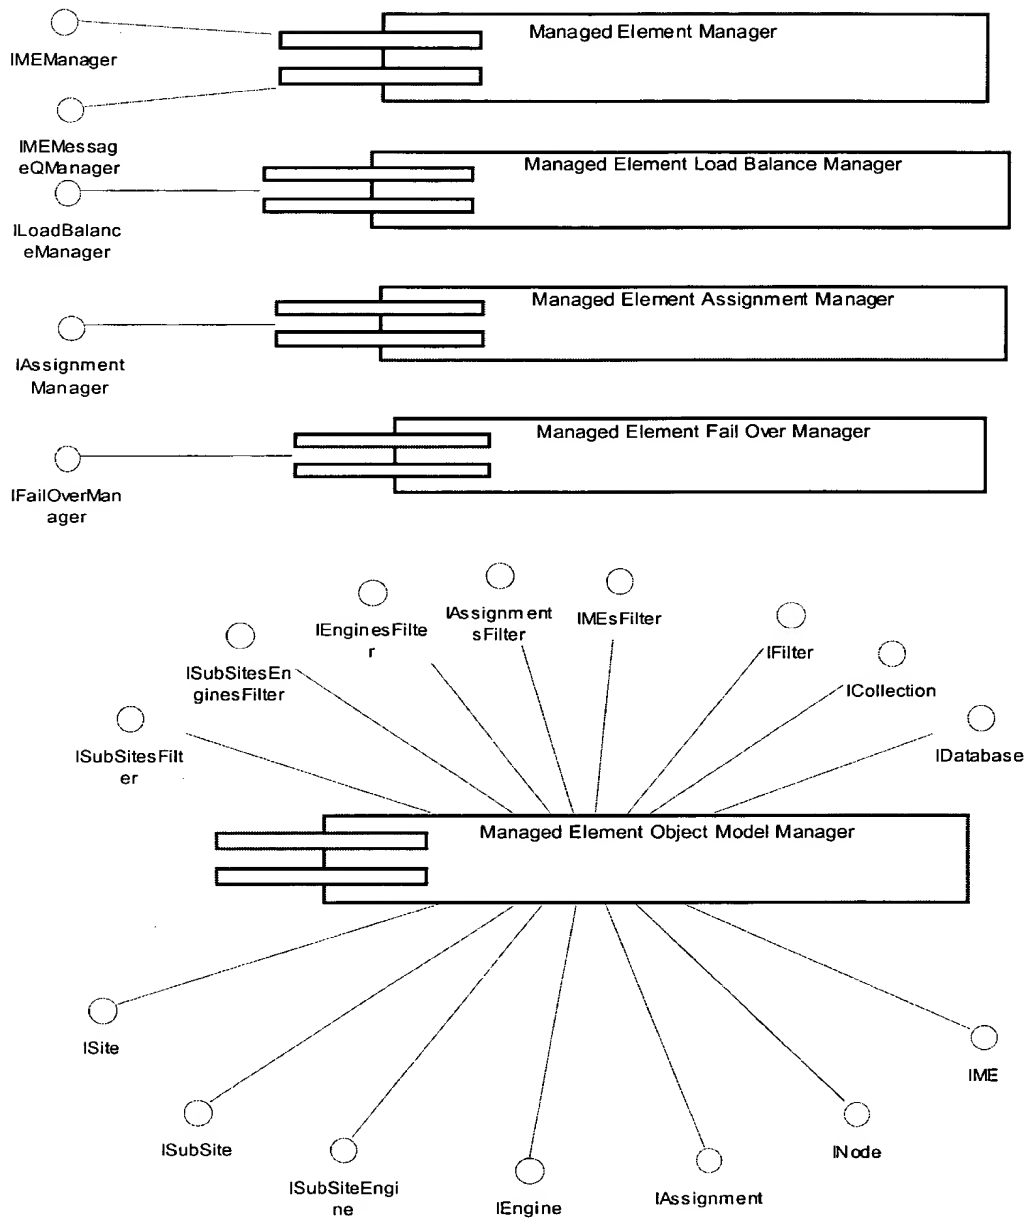 Managed Element Manager
IMEManager
IMEMessag
eQManager
Managed Element Load Balance Manager
ILoadBalanc
eManager
Managed Element Assignment Manager
IAssignment
Manager
Managed Element Fail Over Manager
IFailOverMan
ager
IAssignment
sFilter
IMEsFilter
IEnginesFilte
r
IFilter
ISubSitesEn
ginesFilter
ICollection
ISubSitesFilt
er
IDatabase
Managed Element Object Model Manager
ISite
IME
ISubSite
INode
ISubSiteEngi
ne
IEngine
IAssignment